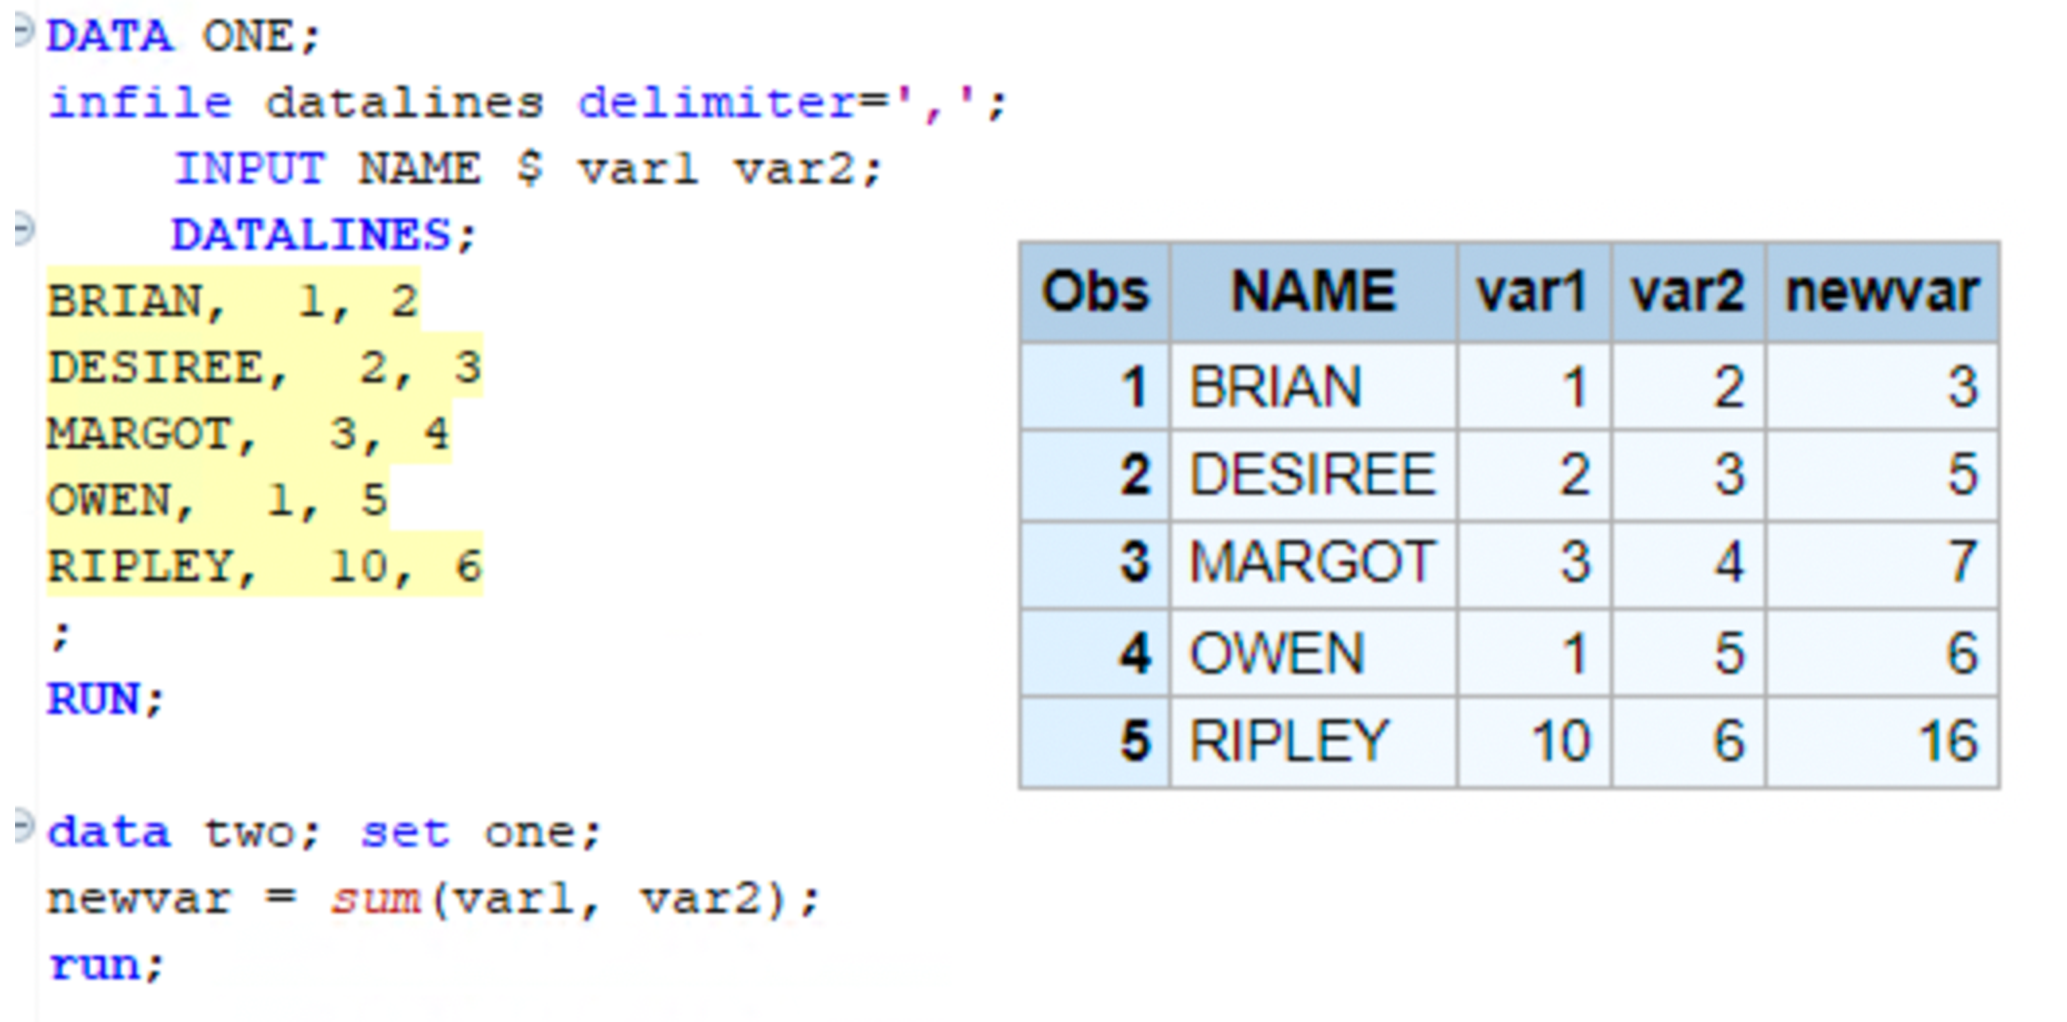 DATA ONE;
infile datalines delimiter=',';
INPUT NAME $ var1 var2;
DATALINES;
BRIAN, 1, 2
DESIREE, 2, 3
MARGOT, 3, 4
OWEN, 1, 5
RIPLEY, 10, 6
;
RUN;
data two; set one;
newvar = sum(var1, var2);
run;
Obs NAME var1 var2 newvar
1 BRIAN 1 2 3
2 DESIREE 2 3 5
3 MARGOT 3 4 7
4 OWEN 1 5 6
5 RIPLEY 10 6 16